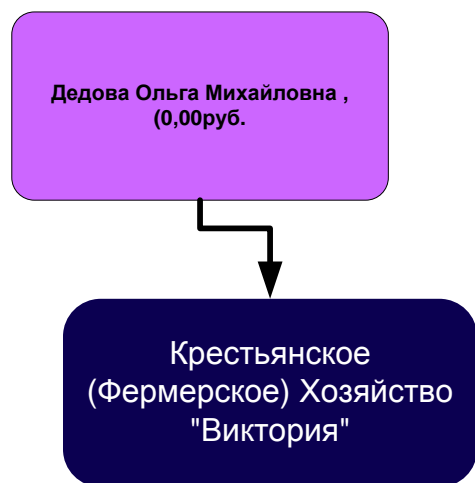 Дедова Ольга Михайловна ,
(0,00руб.
Крестьянское
(Фермерское) Хозяйство
"Виктория"